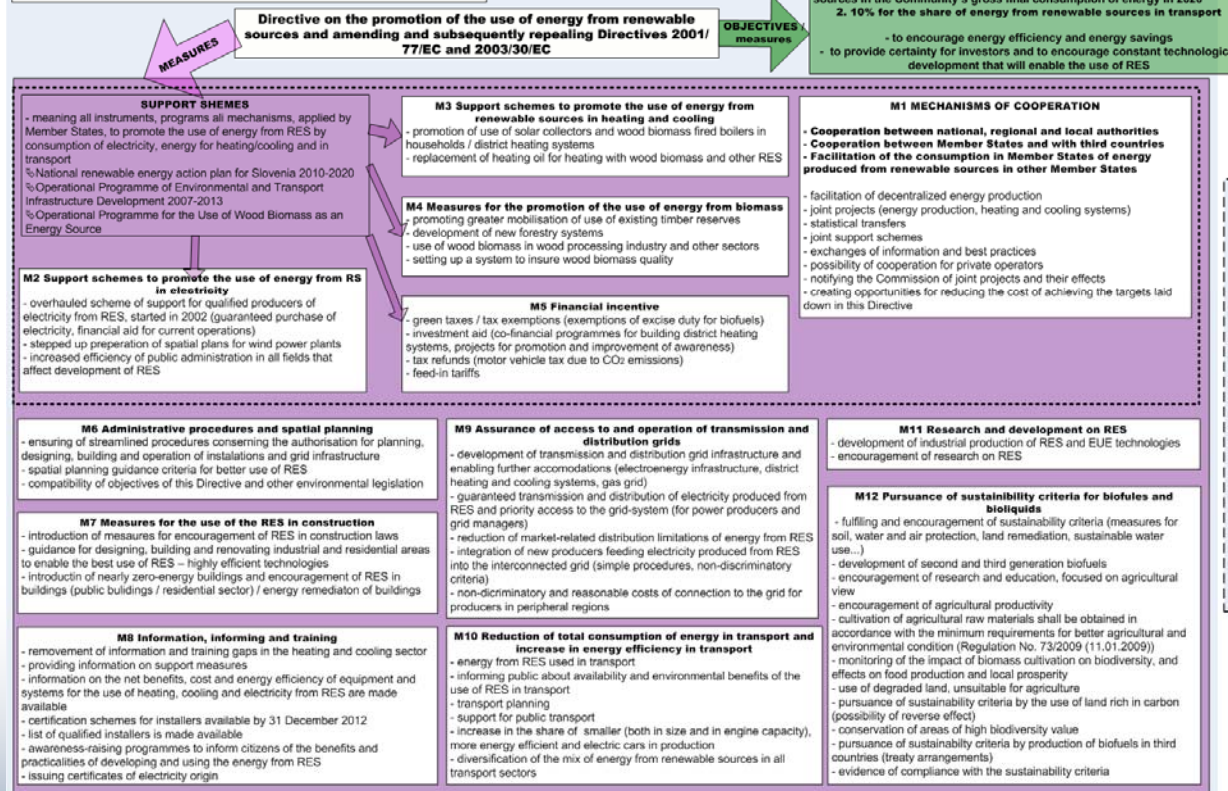 sources in the Community's gross final consumption of energy in 2020
2. 10% for the share of energy from renewable sources in transport
- to encourage energy efficiency and energy savings
- to provide certainty for investors and to encourage constant technologic
development that will enable the use of RES
Directive on the promotion of the use of energy from renewable
sources and amending and subsequently repealing Directives 2001/
77/EC and 2003/30/EC
OBJECTIVES /
measures
MEASURES
SUPPORT SHEMES
- meaning all instruments, programs ali mechanisms, applied by
Member States, to promote the use of energy from RES by
consumption of electricity, energy for heating/cooling and in
transport
National renewable energy action plan for Slovenia 2010-2020
Operational Programme of Environmental and Transport
Infrastructure Development 2007-2013
Operational Programme for the Use of Wood Biomass as an
Energy Source
M2 Support schemes to promote the use of energy from RS
in electricity
- overhauled scheme of support for qualified producers of
electricity from RES, started in 2002 (guaranteed purchase of
electricity, financial aid for current operations)
- stepped up preperation of spatial plans for wind power plants
- increased efficiency of public administration in all fields that
affect development of RES
M3 Support schemes to promote the use of energy from
renewable sources in heating and cooling
- promotion of use of solar collectors and wood biomass fired boilers in
households / district heating systems
- replacement of heating oil for heating with wood biomass and other RES
M4 Measures for the promotion of the use of energy from biomass
- promoting greater mobilisation of use of existing timber reserves
- development of new forestry systems
- use of wood biomass in wood processing industry and other sectors
- setting up a system to insure wood biomass quality
M5 Financial incentive
- green taxes / tax exemptions (exemptions of excise duty for biofuels)
- investment aid (co-financial programmes for building district heating
systems, projects for promotion and improvement of awareness)
- tax refunds (motor vehicle tax due to CO2 emissions)
- feed-in tariffs
M1 MECHANISMS OF COOPERATION
- Cooperation between national, regional and local authorities
- Cooperation between Member States and with third countries
- Facilitation of the consumption in Member States of energy
produced from renewable sources in other Member States
- facilitation of decentralized energy production
- joint projects (energy production, heating and cooling systems)
- statistical transfers
- joint support schemes
- exchanges of information and best practices
- possibility of cooperation for private operators
- notifying the Commission of joint projects and their effects
- creating opportunities for reducing the cost of achieving the targets laid
down in this Directive
M6 Administrative procedures and spatial planning
- ensuring of streamlined procedures conserning the authorisation for planning,
designing, building and operation of instalations and grid infrastructure
- spatial planning guidance criteria for better use of RES
- compatibility of objectives of this Directive and other environmental legislation
M7 Measures for the use of the RES in construction
- introduction of mesaures for encouragement of RES in construction laws
- guidance for designing, building and renovating industrial and residential areas
to enable the best use of RES – highly efficient technologies
- introductin of nearly zero-energy buildings and encouragement of RES in
buildings (public bulidings / residential sector) / energy remediaton of buildings
M8 Information, informing and training
- removement of information and training gaps in the heating and cooling sector
- providing information on support measures
- information on the net benefits, cost and energy efficiency of equipment and
systems for the use of heating, cooling and electricity from RES are made
available
- certification schemes for installers available by 31 December 2012
- list of qualified installers is made available
- awareness-raising programmes to inform citizens of the benefits and
practicalities of developing and using the energy from RES
- issuing certificates of electricity origin
M9 Assurance of access to and operation of transmission and
distribution grids
- development of transmission and distribution grid infrastructure and
enabling further accomodations (electroenergy infrastructure, district
heating and cooling systems, gas grid)
- guaranteed transmission and distribution of electricity produced from
RES and priority access to the grid-system (for power producers and
grid managers)
- reduction of market-related distribution limitations of energy from RES
- integration of new producers feeding electricity produced from RES
into the interconnected grid (simple procedures, non-discriminatory
criteria)
- non-dicriminatory and reasonable costs of connection to the grid for
producers in peripheral regions
M10 Reduction of total consumption of energy in transport and
increase in energy efficiency in transport
- energy from RES used in transport
- informing public about availability and environmental benefits of the
use of RES in transport
- transport planning
- support for public transport
- increase in the share of smaller (both in size and in engine capacity),
more energy efficient and electric cars in production
- diversification of the mix of energy from renewable sources in all
transport sectors
M11 Research and development on RES
- development of industrial production of RES and EUE technologies
- encouragement of research on RES
M12 Pursuance of sustainibility criteria for biofules and
bioliquids
- fulfiling and encouragement of sustainability criteria (measures for
soil, water and air protection, land remediation, sustainable water
use...)
- development of second and third generation biofuels
- encouragement of research and education, focused on agricultural
view
- encouragement of agricultural productivity
- cultivation of agricultural raw materials shall be obtained in
accordance with the minimum requirements for better agricultural and
environmental condition (Regulation No. 73/2009 (11.01.2009))
- monitoring of the impact of biomass cultivation on biodiversity, and
effects on food production and local prosperity
- use of degraded land, unsuitable for agriculture
- pursuance of sustainability criteria by the use of land rich in carbon
(possibility of reverse effect)
- conservation of areas of high biodiversity value
- pursuance of sustainabilty criteria by production of biofuels in third
countries (treaty arrangements)
- evidence of compliance with the sustainability criteria